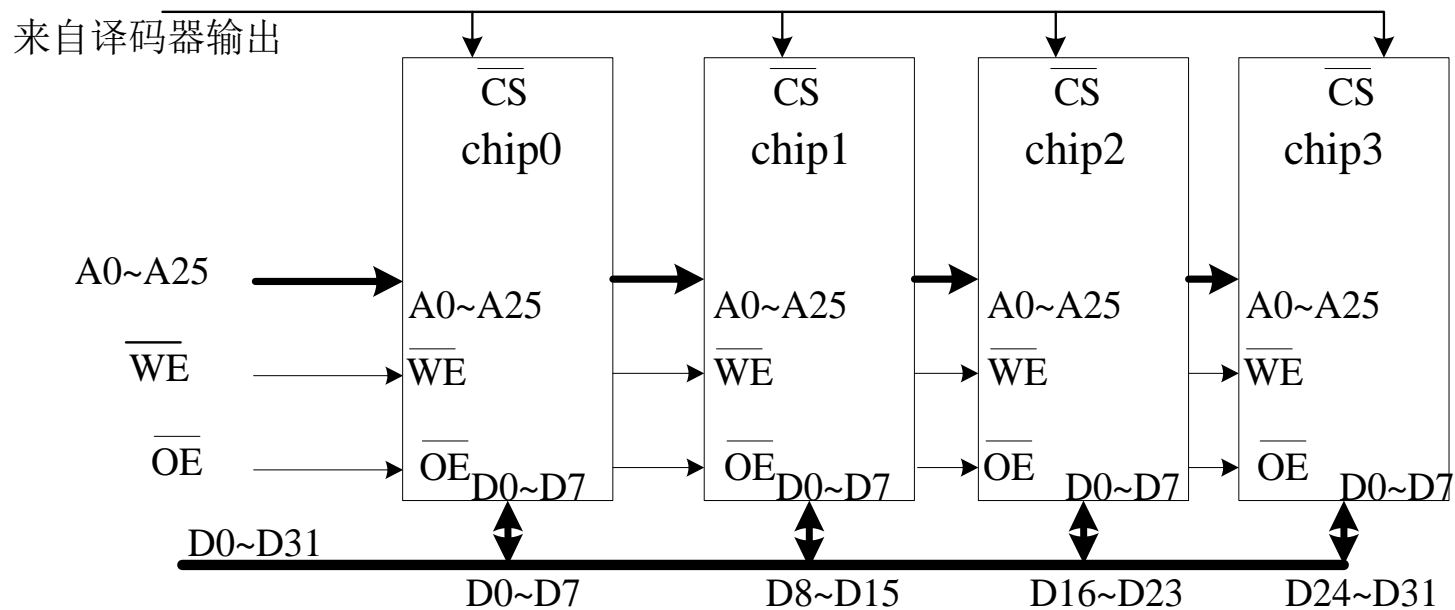 来自译码器输出
CS CS CS CS
chip0 chip1 chip2 chip3
A0~A25
A0~A25 A0~A25 A0~A25 A0~A25
WE WE WE WE WE
OE OE OE OE OE
D0~D7 D0~D7 D0~D7 D0~D7
D0~D31
D0~D7 D8~D15 D16~D23 D24~D31